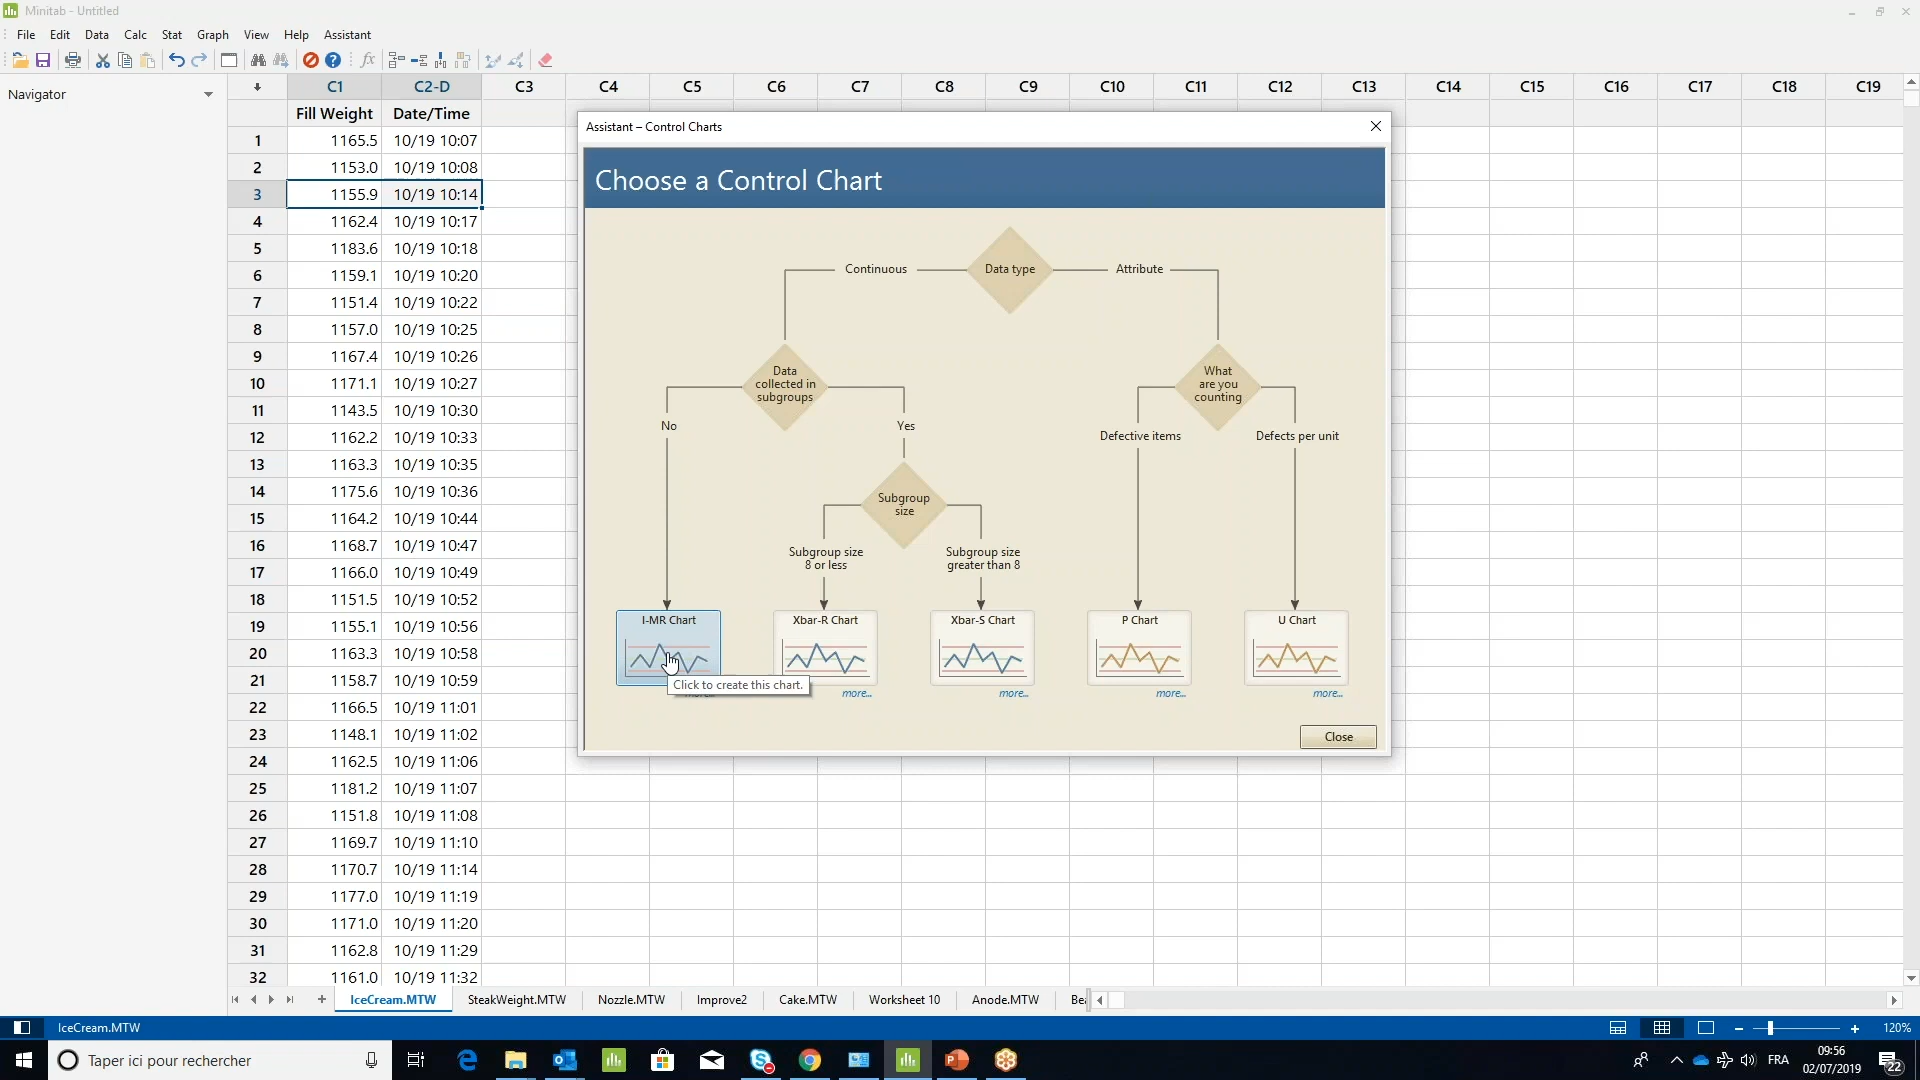 Minitab - Untitled
File Edit Data Calc Stat Graph View Help Assistant
Navigator
C1 C2-D C3 C4 C5 C6 C7 C8 C9 C10 C11 C12 C13 C14 C15 C16 C17 C18 C19
Fill Weight Date/Time
1 1165.5 10/19 10:07
2 1153.0 10/19 10:08
3 1155.9 10/19 10:14
4 1162.4 10/19 10:17
5 1183.6 10/19 10:18
6 1159.1 10/19 10:20
7 1151.4 10/19 10:22
8 1157.0 10/19 10:25
9 1167.4 10/19 10:26
10 1171.1 10/19 10:27
11 1143.5 10/19 10:30
12 1162.2 10/19 10:33
13 1163.3 10/19 10:35
14 1175.6 10/19 10:36
15 1164.2 10/19 10:44
16 1168.7 10/19 10:47
17 1166.0 10/19 10:49
18 1151.5 10/19 10:52
19 1155.1 10/19 10:56
20 1163.3 10/19 10:58
21 1158.7 10/19 10:59
22 1166.5 10/19 11:01
23 1148.1 10/19 11:02
24 1162.5 10/19 11:06
25 1181.2 10/19 11:07
26 1151.8 10/19 11:08
27 1169.7 10/19 11:10
28 1170.7 10/19 11:14
29 1177.0 10/19 11:19
30 1171.0 10/19 11:20
31 1162.8 10/19 11:29
32 1161.0 10/19 11:32
Assistant – Control Charts
Choose a Control Chart
Continuous Data type Attribute
Data
collected in
subgroups
What
are you
counting
No Yes
Defective items Defects per unit
Subgroup
size
Subgroup size
8 or less
Subgroup size
greater than 8
I-MR Chart Xbar-R Chart Xbar-S Chart P Chart U Chart
Click to create this chart.
more... more... more... more...
Close
IceCream.MTW SteakWeight.MTW Nozzle.MTW Improve2 Cake.MTW Worksheet 10 Anode.MTW
IceCream.MTW
120%
Taper ici pour rechercher
FRA
09:56
02/07/2019
22